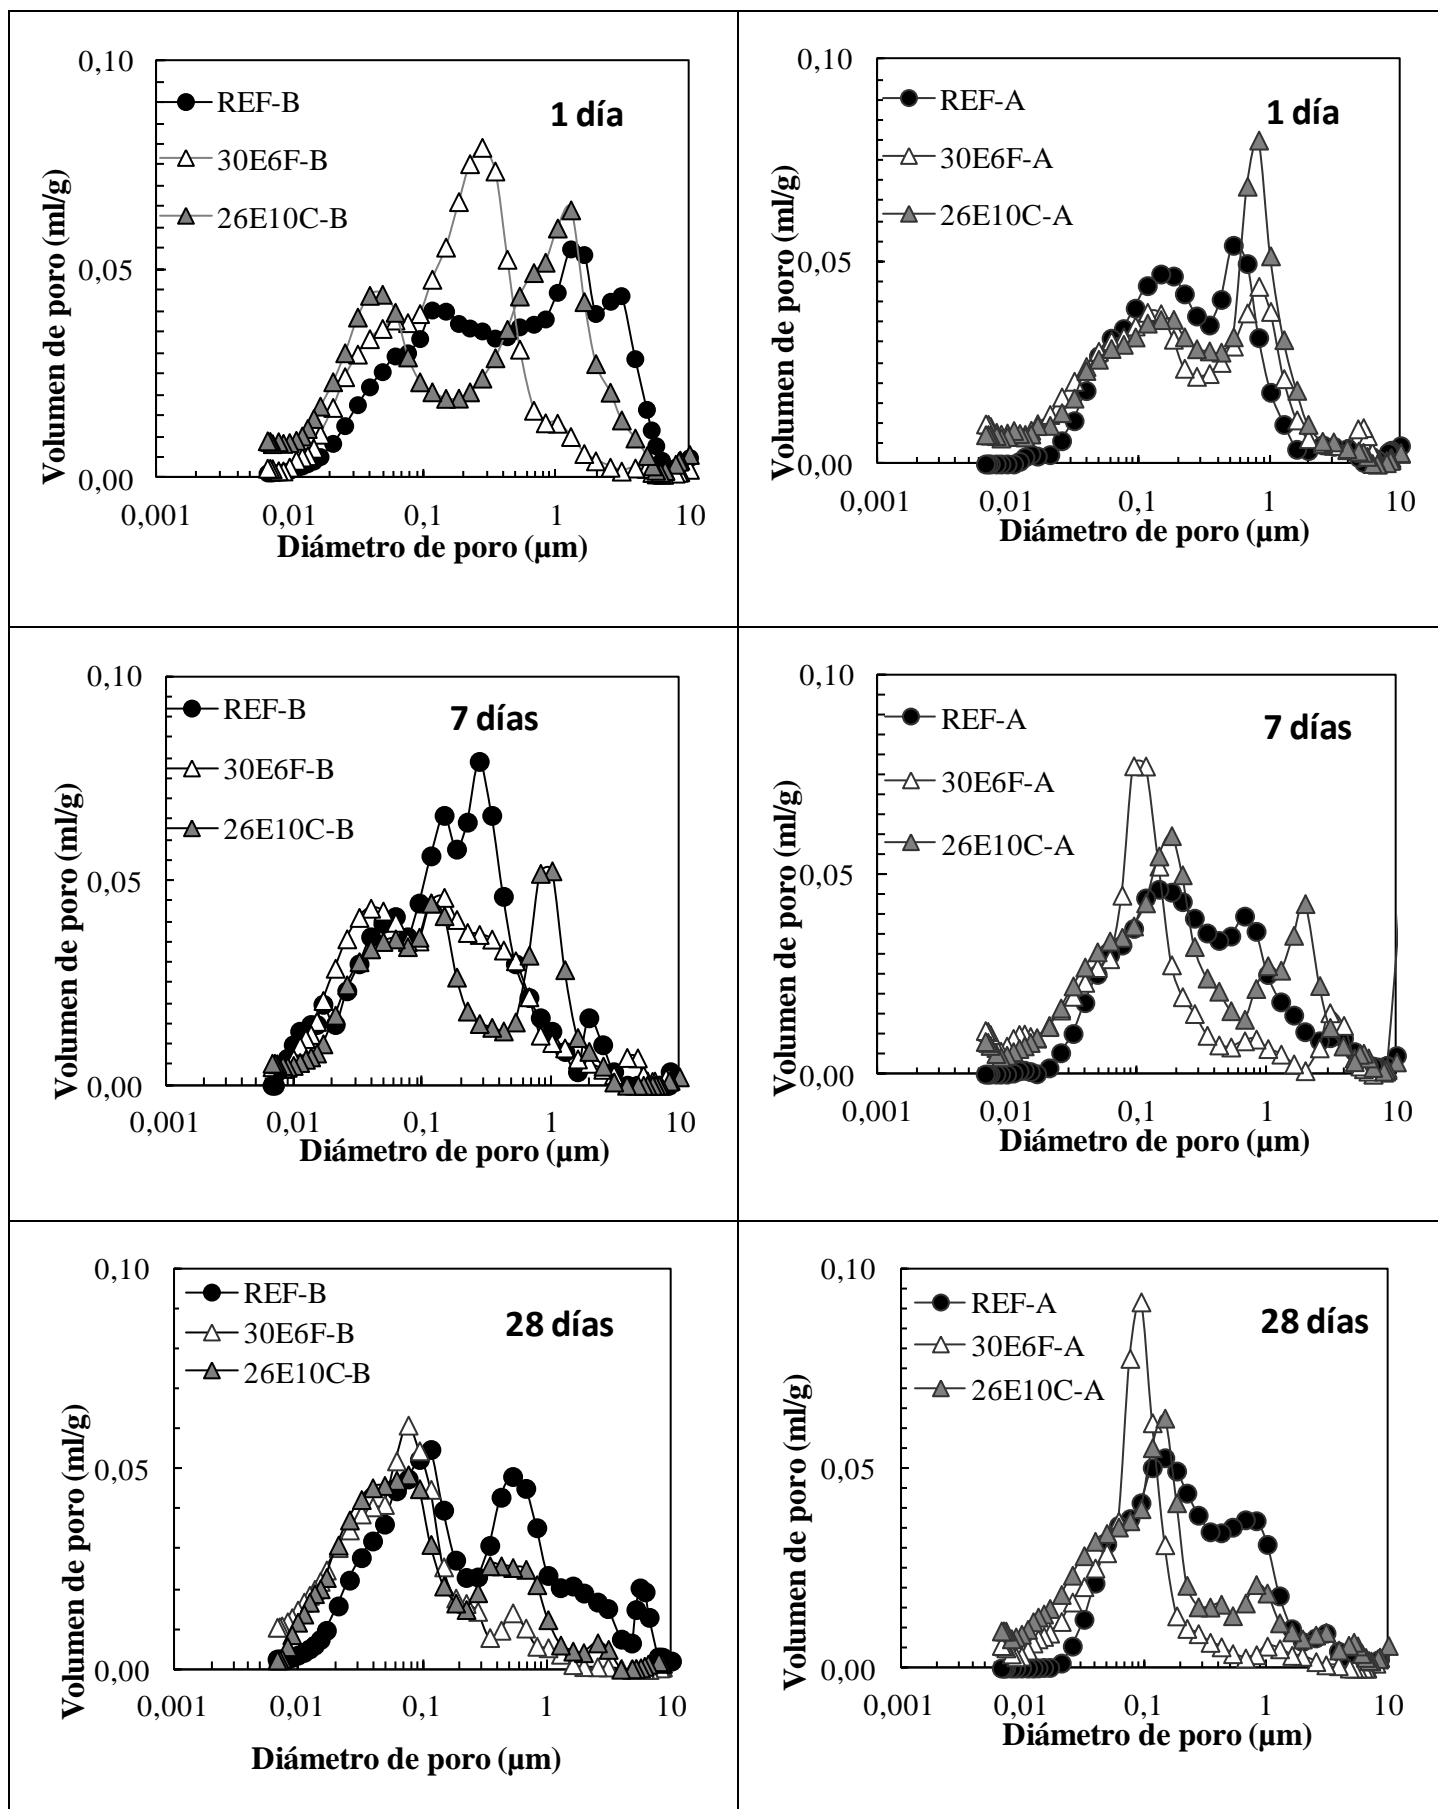 0,10
REF-B
1 día
30E6F-B
26E10C-B
0,05
0,00
Volumen de poro (ml/g)
0,001 0,01 0,1 1 10
Diámetro de poro (µm)
0,10
REF-A
1 día
30E6F-A
26E10C-A
0,05
0,00
Volumen de poro (ml/g)
0,001 0,01 0,1 1 10
Diámetro de poro (µm)
0,10
REF-B
7 días
30E6F-B
26E10C-B
0,05
0,00
Volumen de poro (ml/g)
0,001 0,01 0,1 1 10
Diámetro de poro (µm)
0,10
REF-A
7 días
30E6F-A
26E10C-A
0,05
0,00
Volumen de poro (ml/g)
0,001 0,01 0,1 1 10
Diámetro de poro (µm)
0,10
REF-B
28 días
30E6F-B
26E10C-B
0,05
0,00
Volumen de poro (ml/g)
0,001 0,01 0,1 1 10
Diámetro de poro (µm)
0,10
REF-A
28 días
30E6F-A
26E10C-A
0,05
0,00
Volumen de poro (ml/g)
0,001 0,01 0,1 1 10
Diámetro de poro (µm)